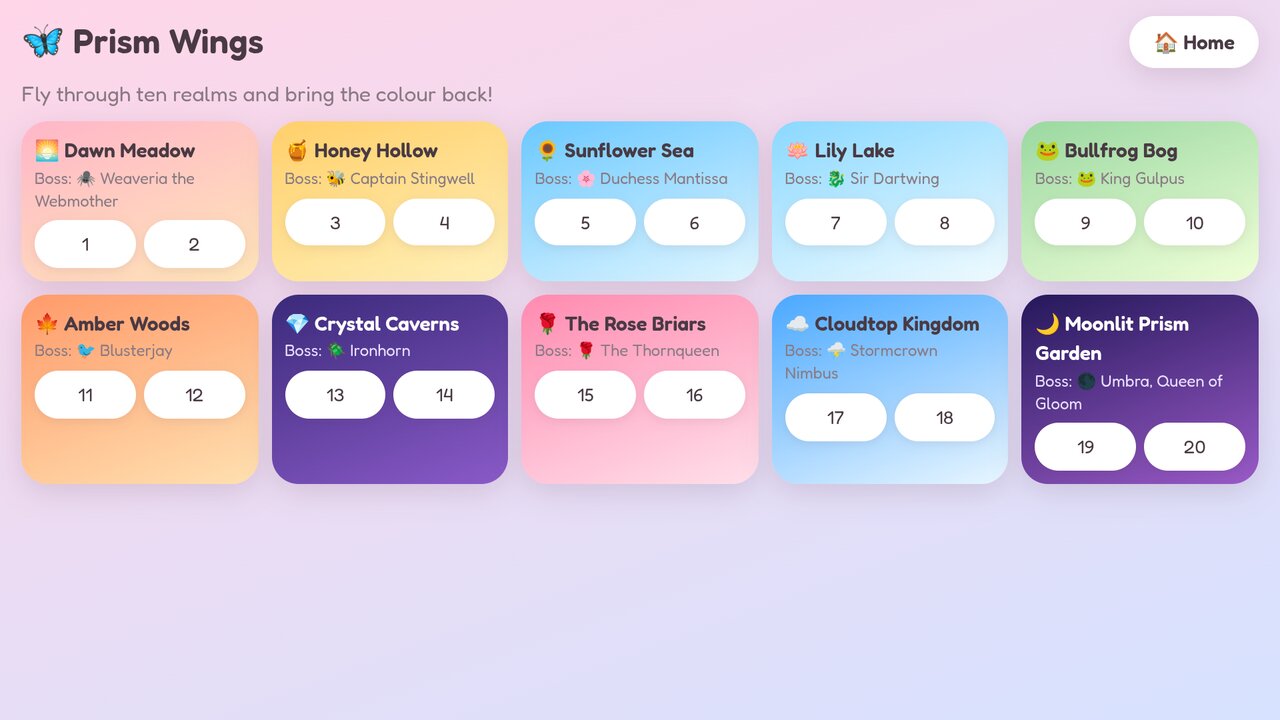 Prism Wings
Home
Fly through ten realms and bring the colour back!
Dawn Meadow
Boss: Weaveria the
Webmother
1
2
Honey Hollow
Boss: Captain Stingwell
3
4
Sunflower Sea
Boss: Duchess Mantissa
5
6
Lily Lake
Boss: Sir Dartwing
7
8
Bullfrog Bog
Boss: King Gulpus
9
10
Amber Woods
Boss: Blusterjay
11
12
Crystal Caverns
Boss: Ironhorn
13
14
The Rose Briars
Boss: The Thornqueen
15
16
Cloudtop Kingdom
Boss: Stormcrown
Nimbus
17
18
Moonlit Prism
Garden
Boss: Umbra, Queen of
Gloom
19
20